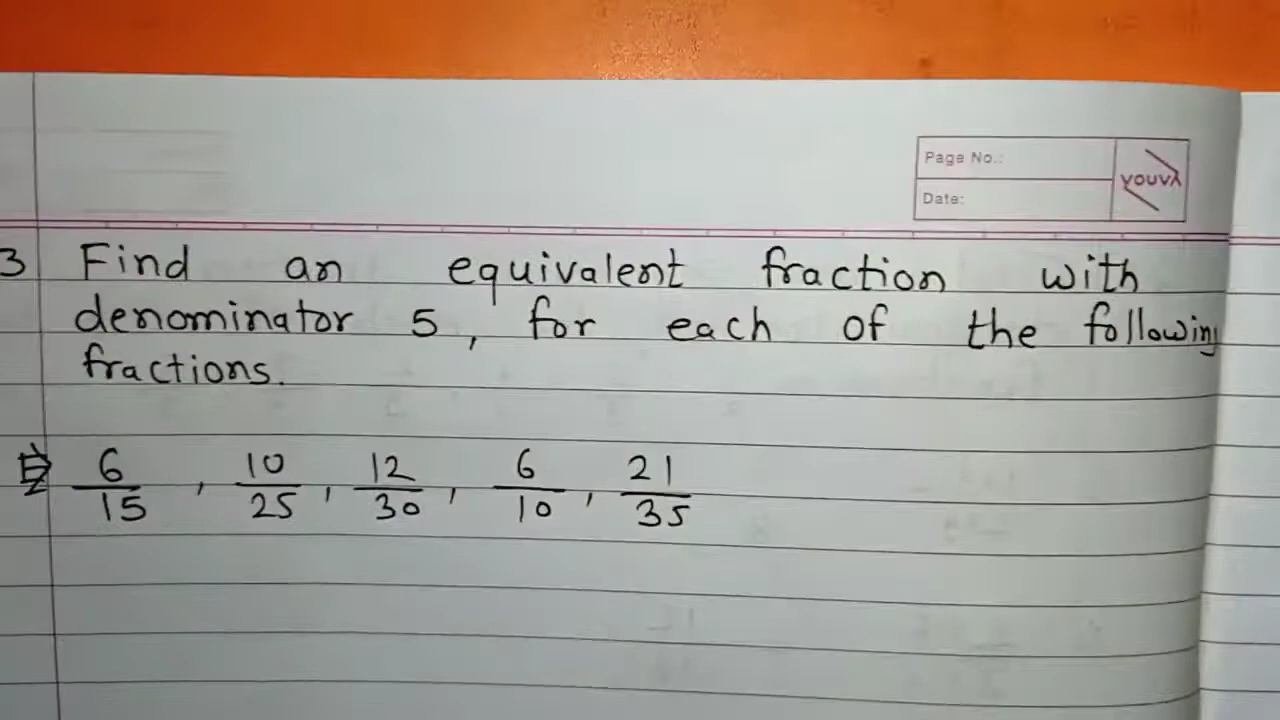 Page No.:
Date:
YOUVA
3 Find an equivalent fraction with
denominator 5, for each of the following
fractions.
6/15, 10/25, 12/30, 6/10, 21/35